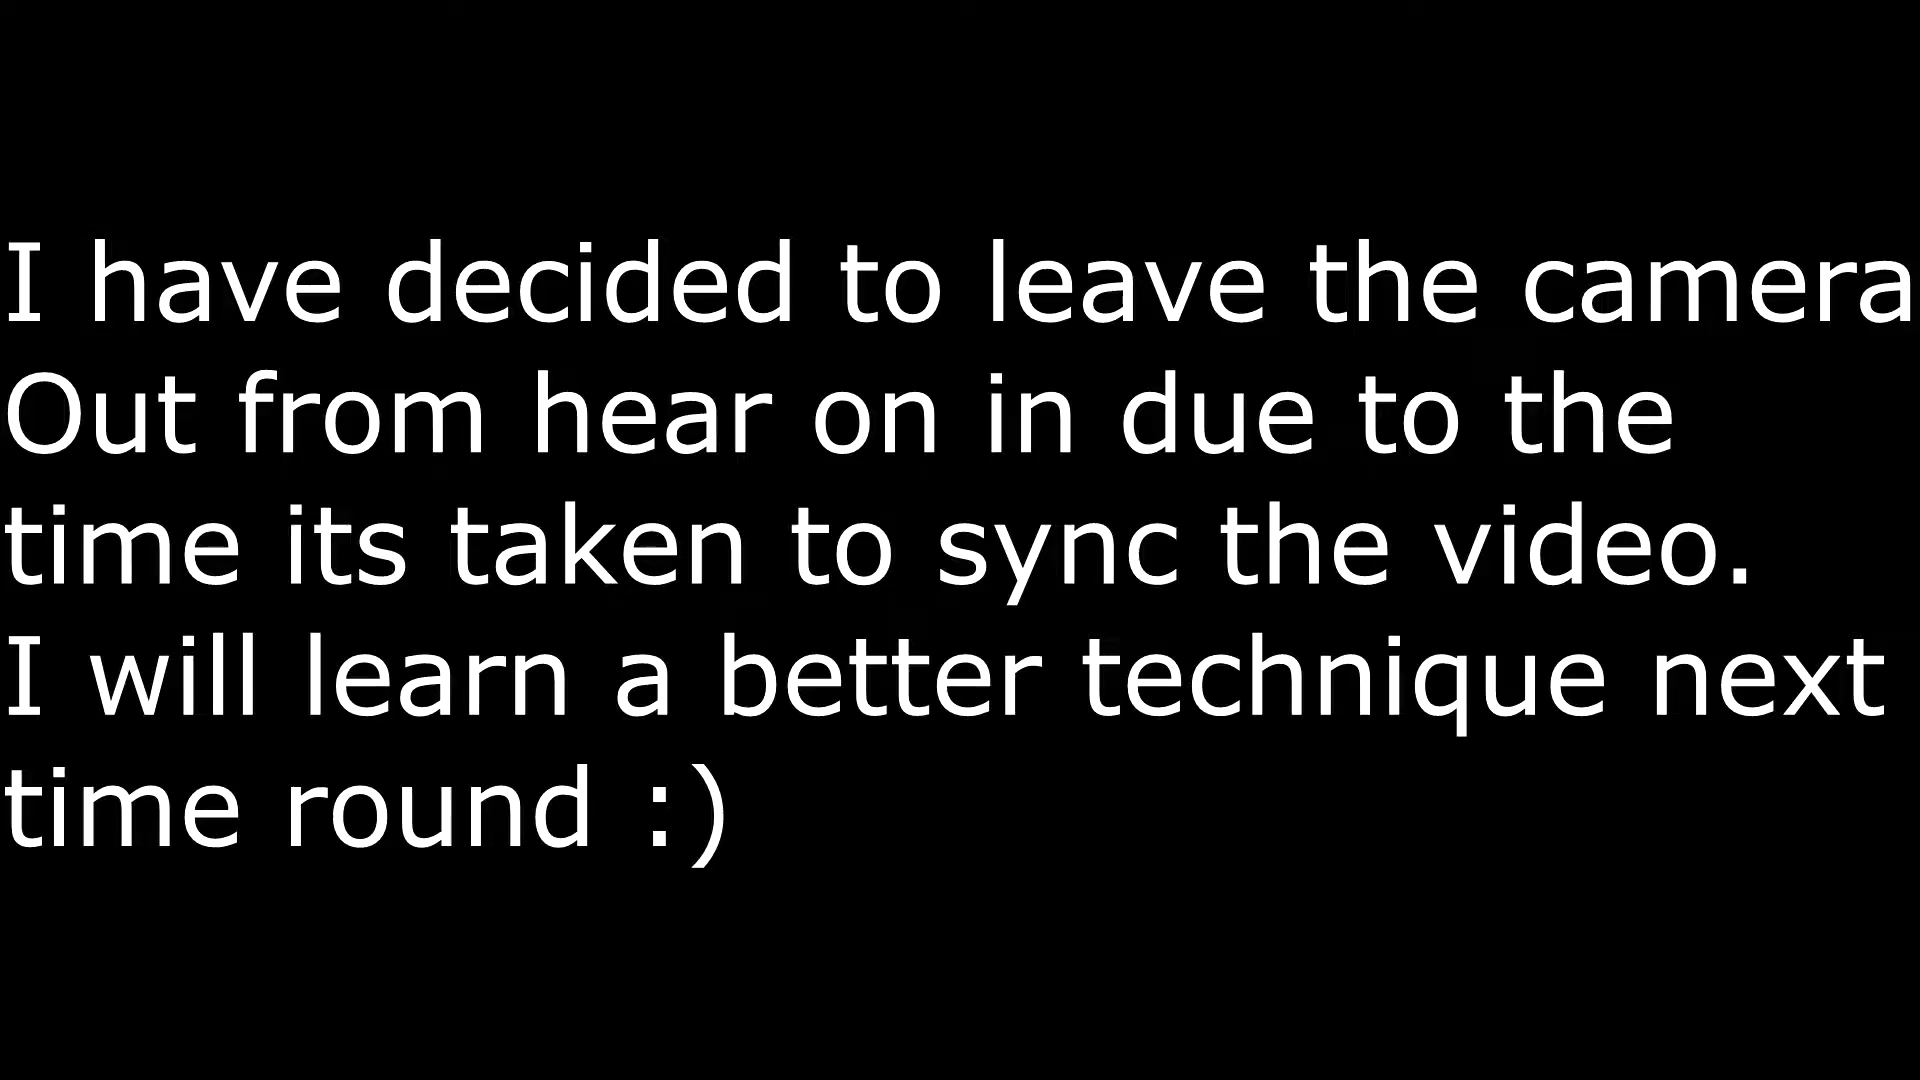 I have decided to leave the camera
Out from hear on in due to the
time its taken to sync the video.
I will learn a better technique next
time round :)